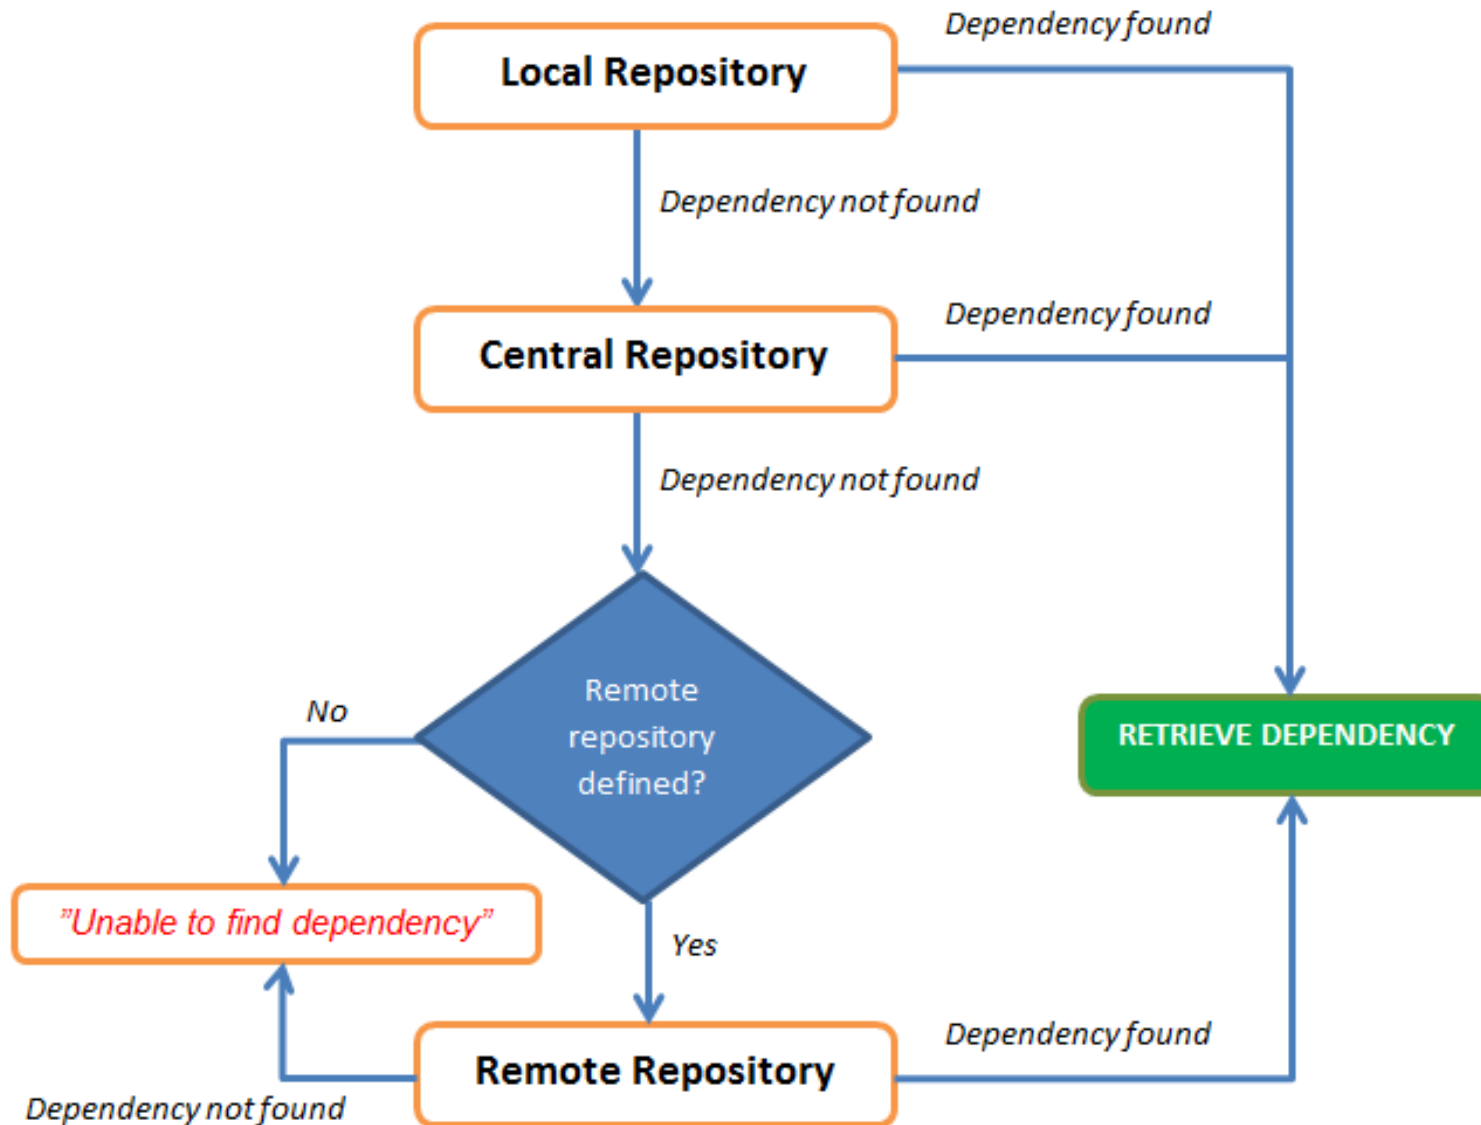 Dependency found
Local Repository
Dependency not found
Dependency found
Central Repository
Dependency not found
Remote
repository
defined?
No
RETRIEVE DEPENDENCY
”Unable to find dependency”
Yes
Dependency found
Remote Repository
Dependency not found